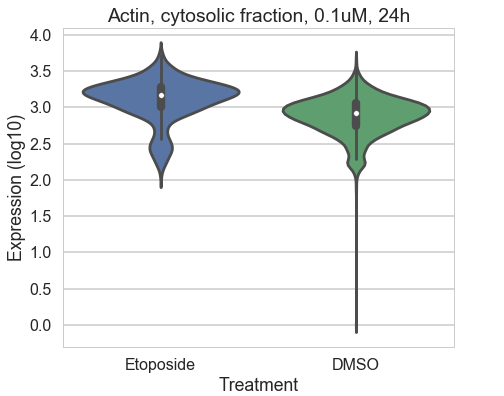 Actin, cytosolic fraction, 0.1uM, 24h
Expression (log10)
4.0
3.5
3.0
2.5
2.0
1.5
1.0
0.5
0.0
Etoposide DMSO
Treatment